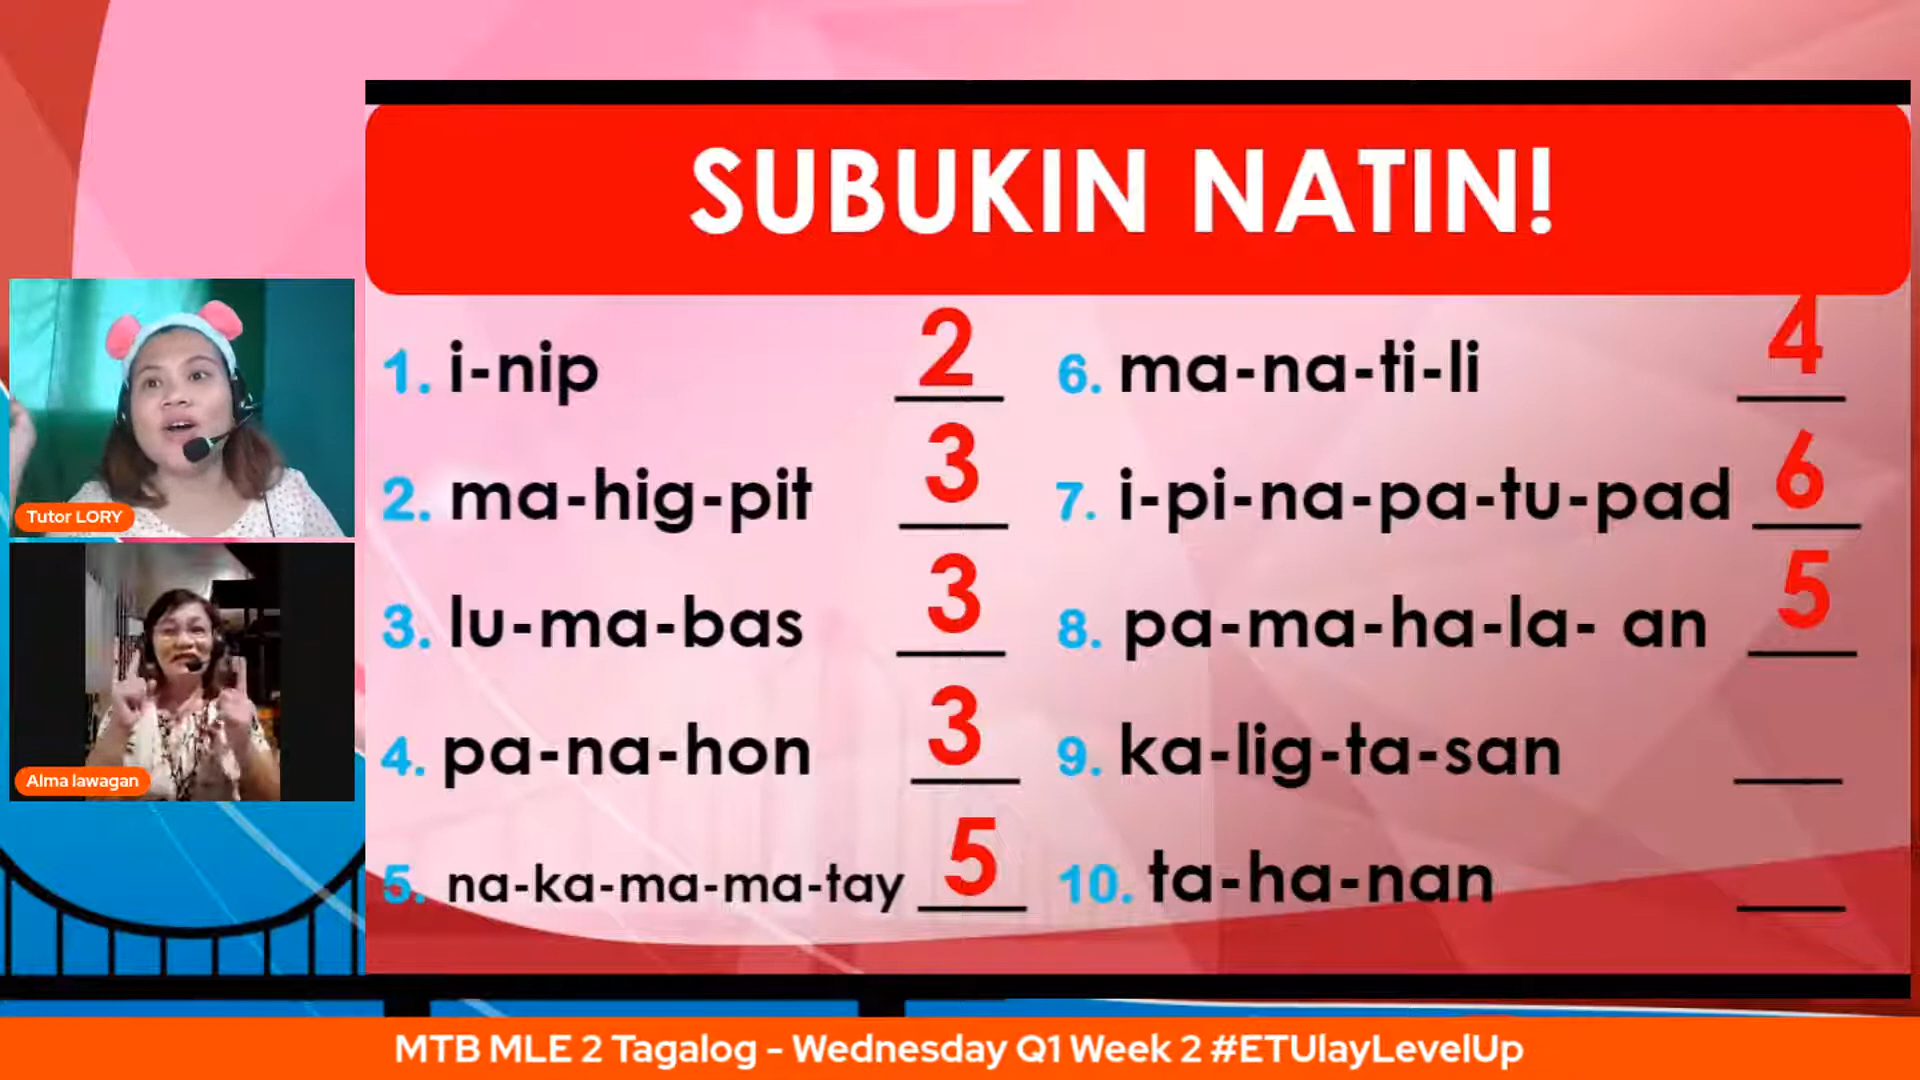 SUBUKIN NATIN!
1. i-nip 2
2. ma-hig-pit 3
3. lu-ma-bas 3
4. pa-na-hon 3
5. na-ka-ma-ma-tay 5
6. ma-na-ti-li 4
7. i-pi-na-pa-tu-pad 6
8. pa-ma-ha-la- an 5
9. ka-lig-ta-san
10. ta-ha-nan
Tutor LORY
Alma lawagan
MTB MLE 2 Tagalog - Wednesday Q1 Week 2 #ETUlayLevelUp